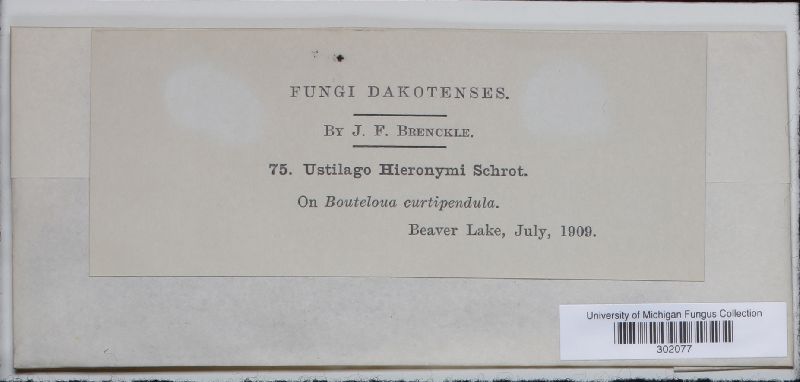 FUNGI DAKOTENSES.
BY J. F. BRENCKLE.
75. Ustilago Hieronymi Schrot.
On Bouteloua curtipendula.
Beaver Lake, July, 1909.
University of Michigan Fungus Collection
302077